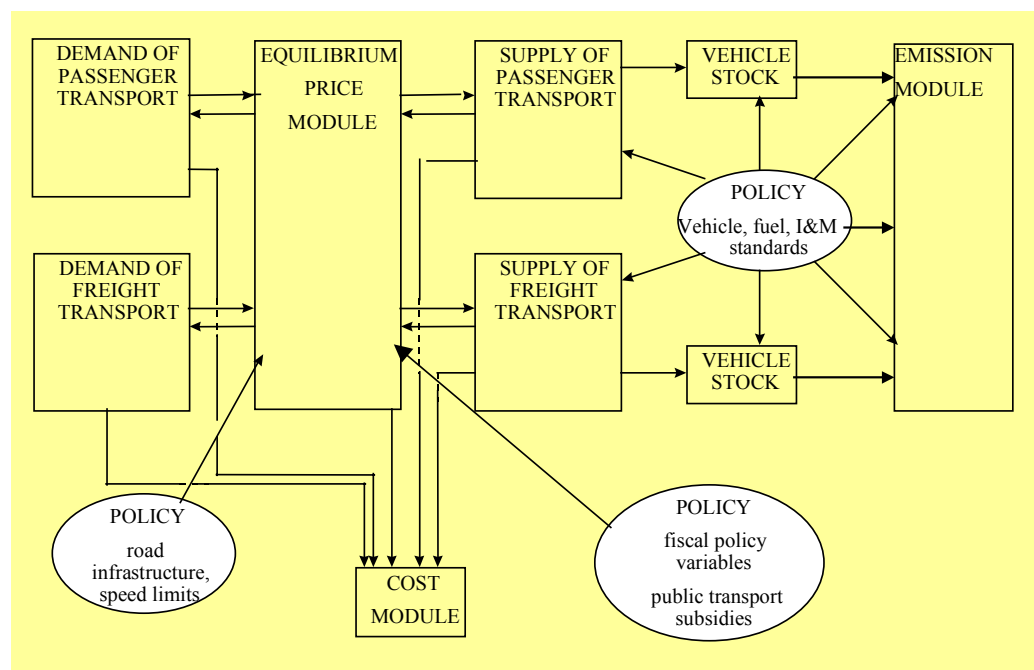 DEMAND OF
PASSENGER
TRANSPORT
EQUILIBRIUM
PRICE
MODULE
SUPPLY OF
PASSENGER
TRANSPORT
VEHICLE
STOCK
EMISSION
MODULE
POLICY
Vehicle, fuel, I&M
standards
DEMAND OF
FREIGHT
TRANSPORT
SUPPLY OF
FREIGHT
TRANSPORT
VEHICLE
STOCK
POLICY
road
infrastructure,
speed limits
COST
MODULE
POLICY
fiscal policy
variables
public transport
subsidies